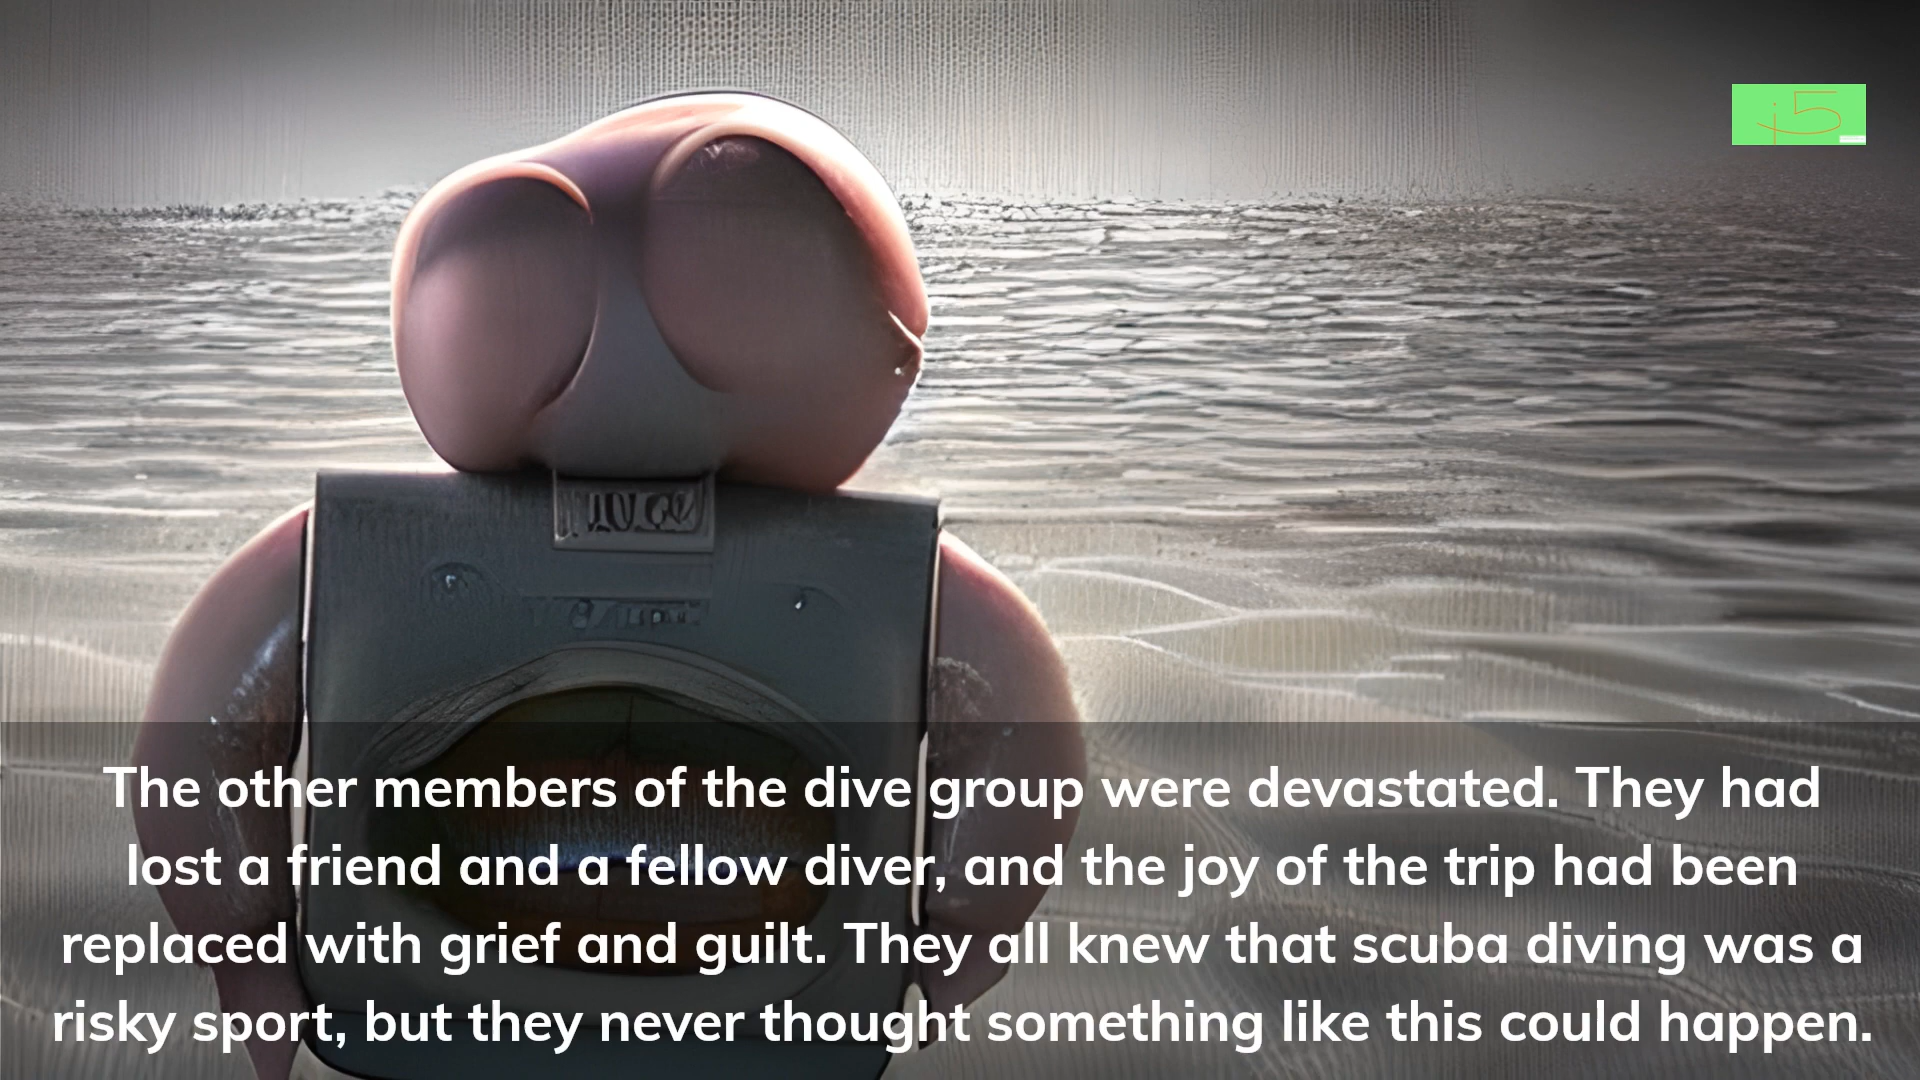 i5
The other members of the dive group were devastated. They had
lost a friend and a fellow diver, and the joy of the trip had been
replaced with grief and guilt. They all knew that scuba diving was a
risky sport, but they never thought something like this could happen.